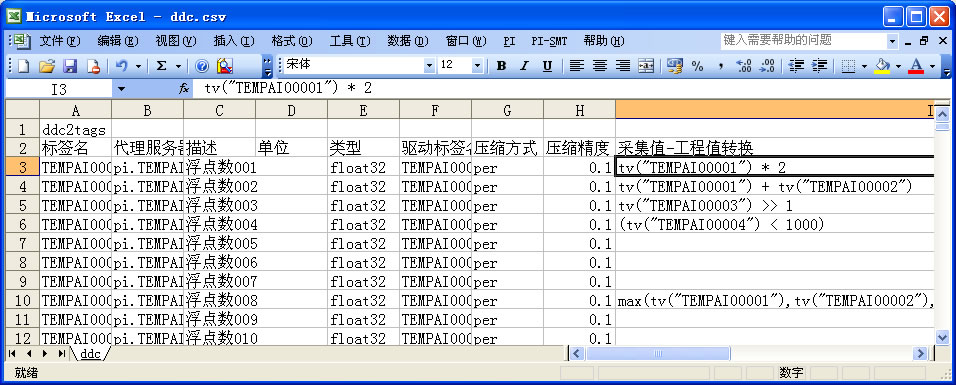 Microsoft Excel - ddc.csv
文件(F) 编辑(E) 视图(V) 插入(I) 格式(O) 工具(T) 数据(D) 窗口(W) PI PI-SMT 帮助(H) 键入需要帮助的问题
宋体 12 B I U
I3 fx tv("TEMPAI00001") * 2
A B C D E F G H I
1 ddc2tags
2 标签名 代理服务 描述 单位 类型 驱动标签 压缩方式 压缩精度 采集值-工程值转换
3 TEMPAI000 pi.TEMPAI 浮点数001 float32 TEMPAI000 per 0.1 tv("TEMPAI00001") * 2
4 TEMPAI000 pi.TEMPAI 浮点数002 float32 TEMPAI000 per 0.1 tv("TEMPAI00001") + tv("TEMPAI00002")
5 TEMPAI000 pi.TEMPAI 浮点数003 float32 TEMPAI000 per 0.1 tv("TEMPAI00003") >> 1
6 TEMPAI000 pi.TEMPAI 浮点数004 float32 TEMPAI000 per 0.1 (tv("TEMPAI00004") < 1000)
7 TEMPAI000 pi.TEMPAI 浮点数005 float32 TEMPAI000 per 0.1
8 TEMPAI000 pi.TEMPAI 浮点数006 float32 TEMPAI000 per 0.1
9 TEMPAI000 pi.TEMPAI 浮点数007 float32 TEMPAI000 per 0.1
10 TEMPAI000 pi.TEMPAI 浮点数008 float32 TEMPAI000 per 0.1 max(tv("TEMPAI00001"),tv("TEMPAI00002"),
11 TEMPAI000 pi.TEMPAI 浮点数009 float32 TEMPAI000 per 0.1
12 TEMPAI000 pi.TEMPAI 浮点数010 float32 TEMPAI000 per 0.1
ddc
就绪 数字